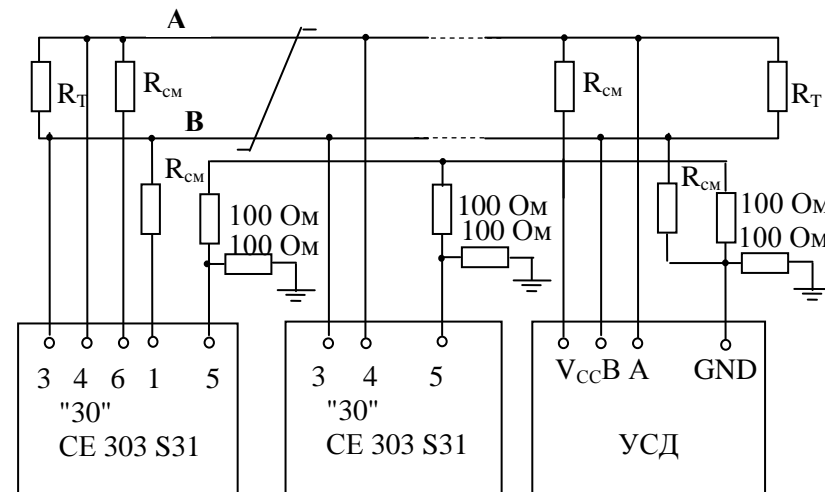 A
R_T
R_см
R_см
R_T
B
R_см
R_см
100 Ом
100 Ом
100 Ом
100 Ом
100 Ом
100 Ом
3 4 6 1 5
3 4 5
V_CC B A GND
"30"
"30"
CE 303 S31
CE 303 S31
УСД